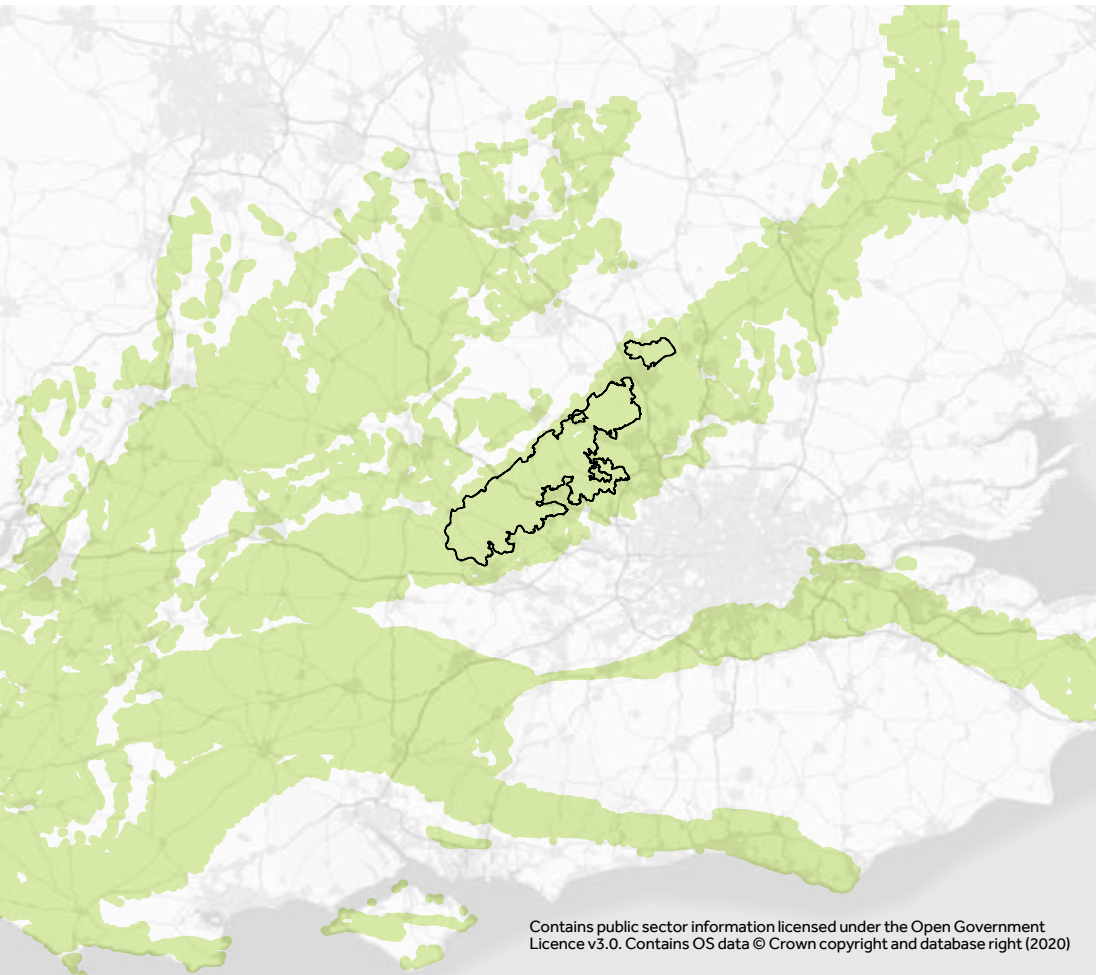 Contains public sector information licensed under the Open Government
Licence v3.0. Contains OS data © Crown copyright and database right (2020)